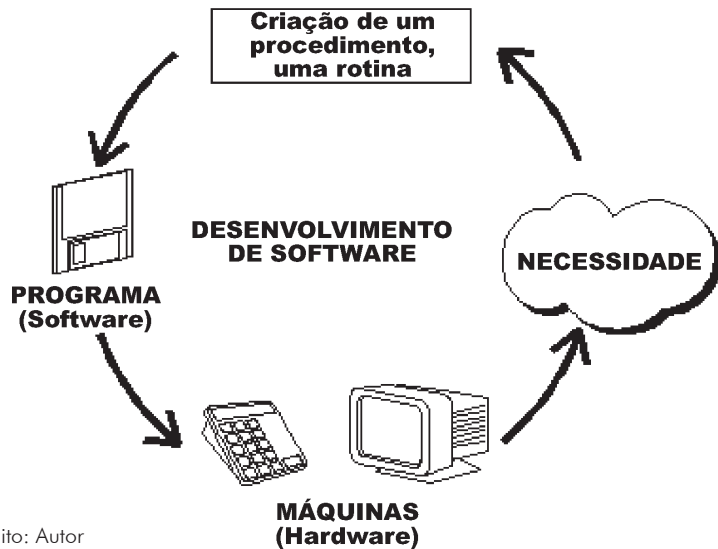 Criação de um
procedimento,
uma rotina
DESENVOLVIMENTO
DE SOFTWARE
NECESSIDADE
PROGRAMA
(Software)
MÁQUINAS
(Hardware)
ito: Autor